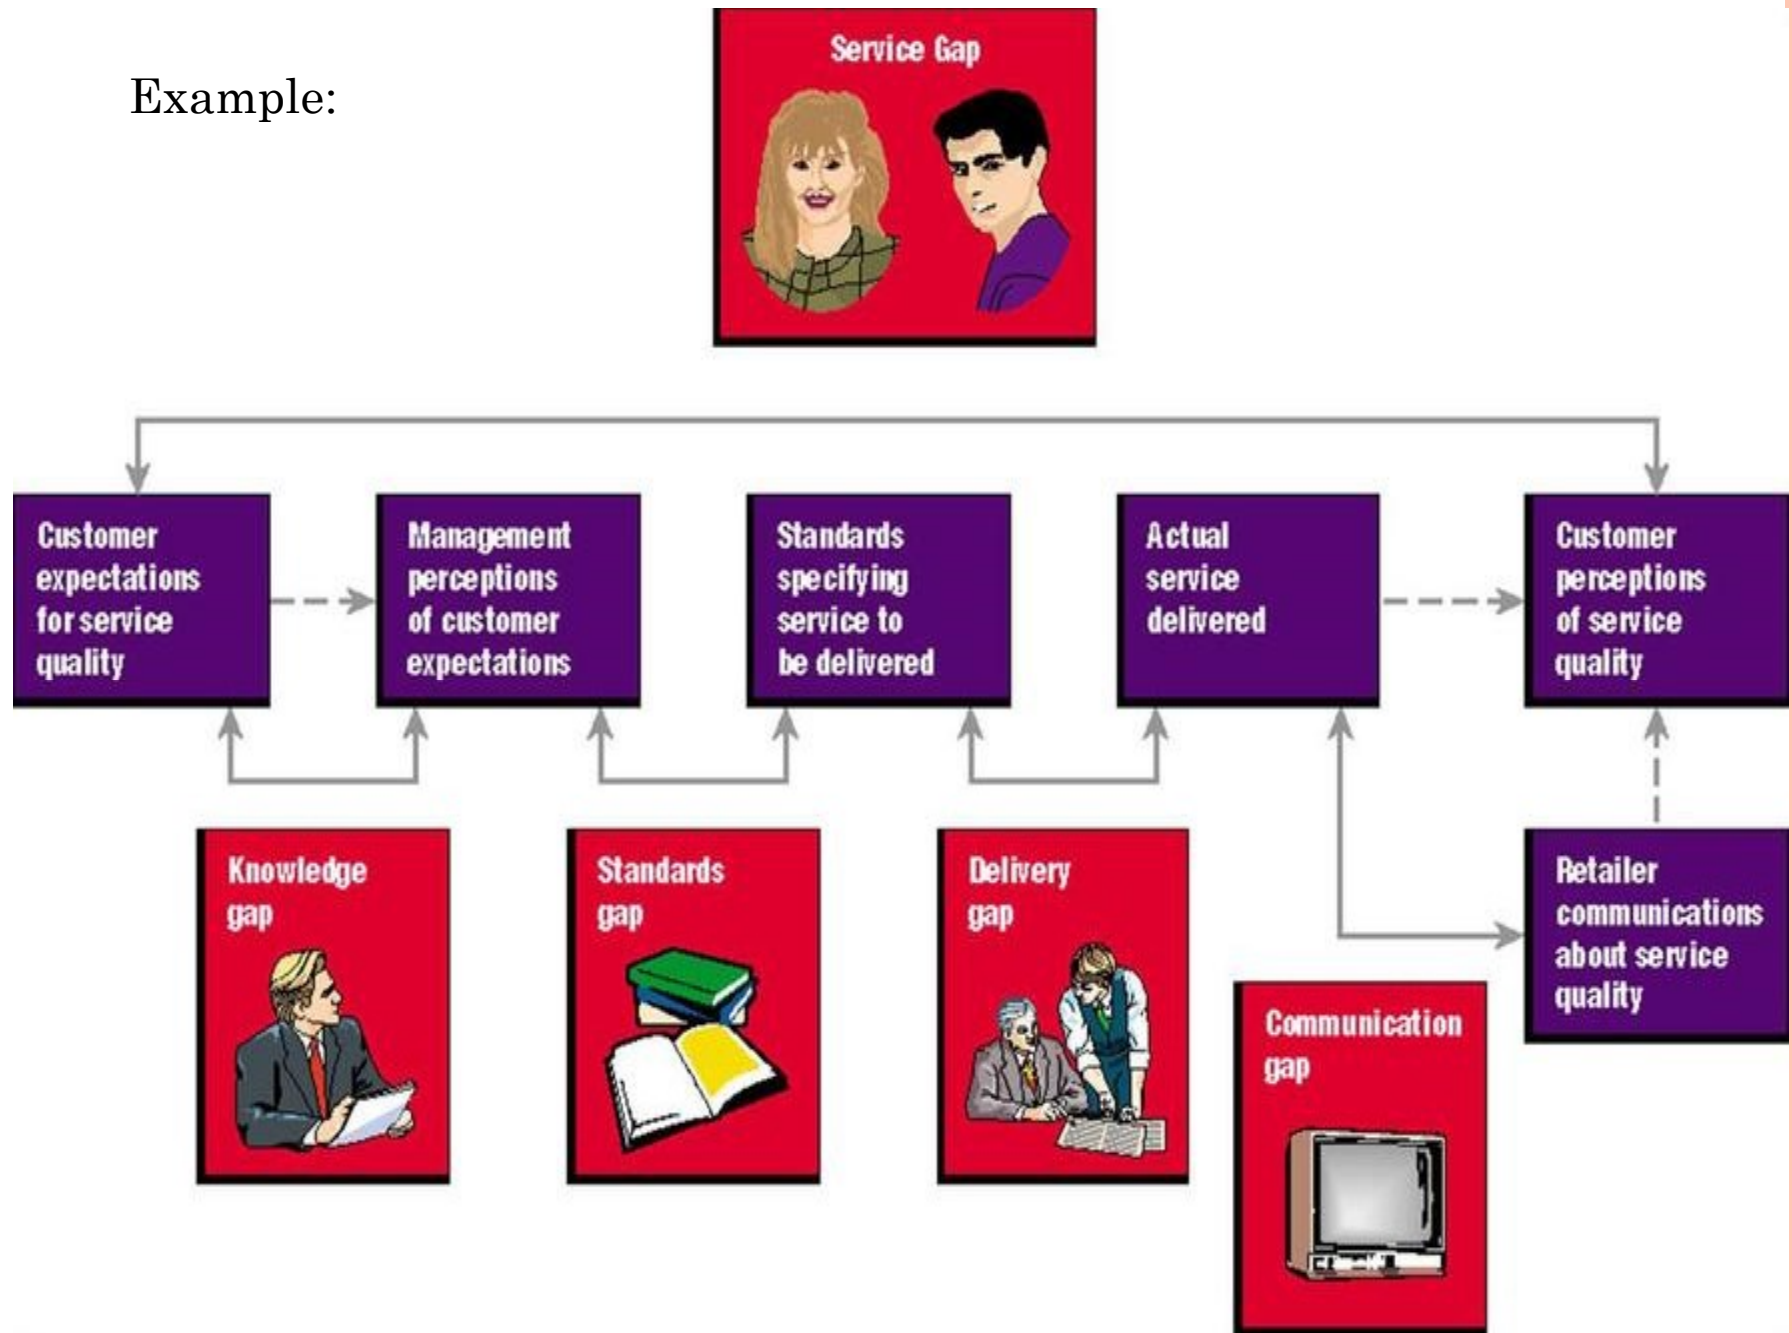 Service Gap
Example:
Customer
expectations
for service
quality
Management
perceptions
of customer
expectations
Standards
specifying
service to
be delivered
Actual
service
delivered
Customer
perceptions
of service
quality
Knowledge
gap
Standards
gap
Delivery
gap
Communication
gap
Retailer
communications
about service
quality